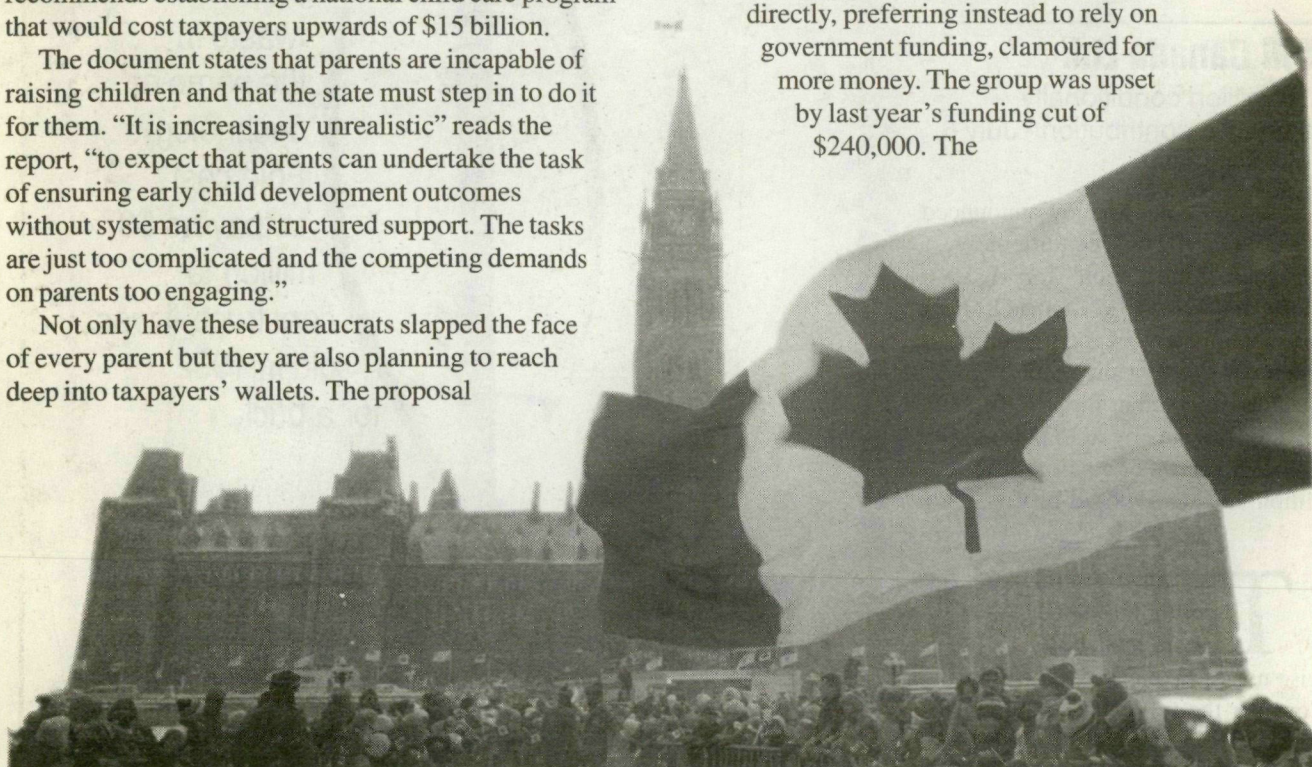 that would cost taxpayers upwards of $15 billion.
The document states that parents are incapable of
raising children and that the state must step in to do it
for them. “It is increasingly unrealistic” reads the
report, “to expect that parents can undertake the task
of ensuring early child development outcomes
without systematic and structured support. The tasks
are just too complicated and the competing demands
on parents too engaging.”
Not only have these bureaucrats slapped the face
of every parent but they are also planning to reach
deep into taxpayers’ wallets. The proposal
directly, preferring instead to rely on
government funding, clamoured for
more money. The group was upset
by last year’s funding cut of
$240,000. The